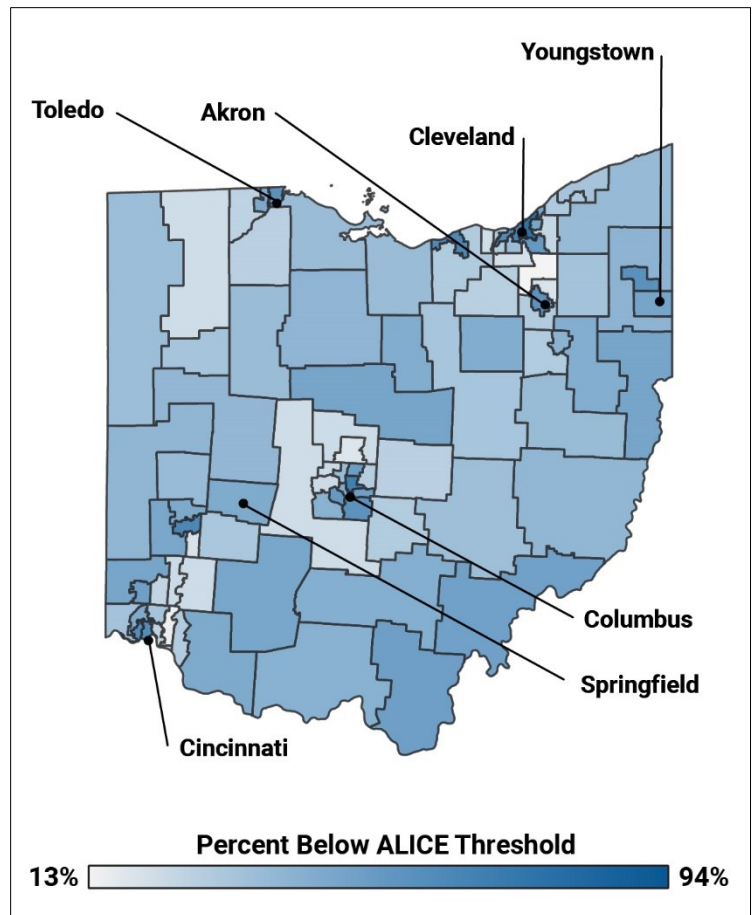 Youngstown
Toledo
Akron
Cleveland
Columbus
Springfield
Cincinnati
Percent Below ALICE Threshold
13% 94%